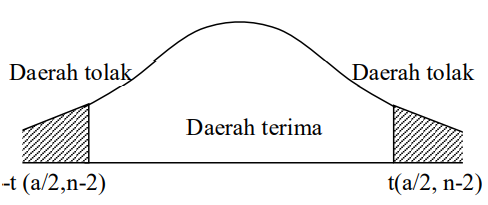 Daerah tolak
Daerah tolak
Daerah terima
-t (a/2,n-2)
t(a/2, n-2)